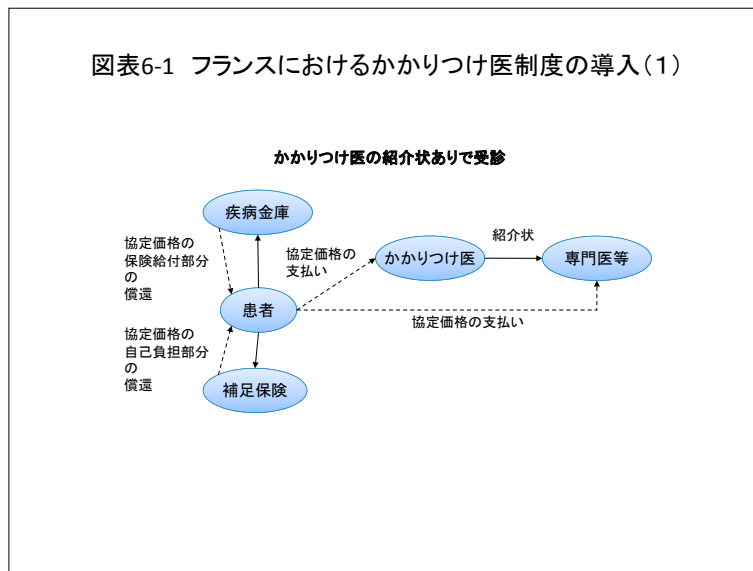 図表6-1 フランスにおけるかかりつけ医制度の導入(1)
かかりつけ医の紹介状ありで受診
疾病金庫
協定価格の
保険給付部分
の
償還
協定価格の
支払い
かかりつけ医
紹介状
専門医等
患者
協定価格の支払い
協定価格の
自己負担部分
の
償還
補足保険